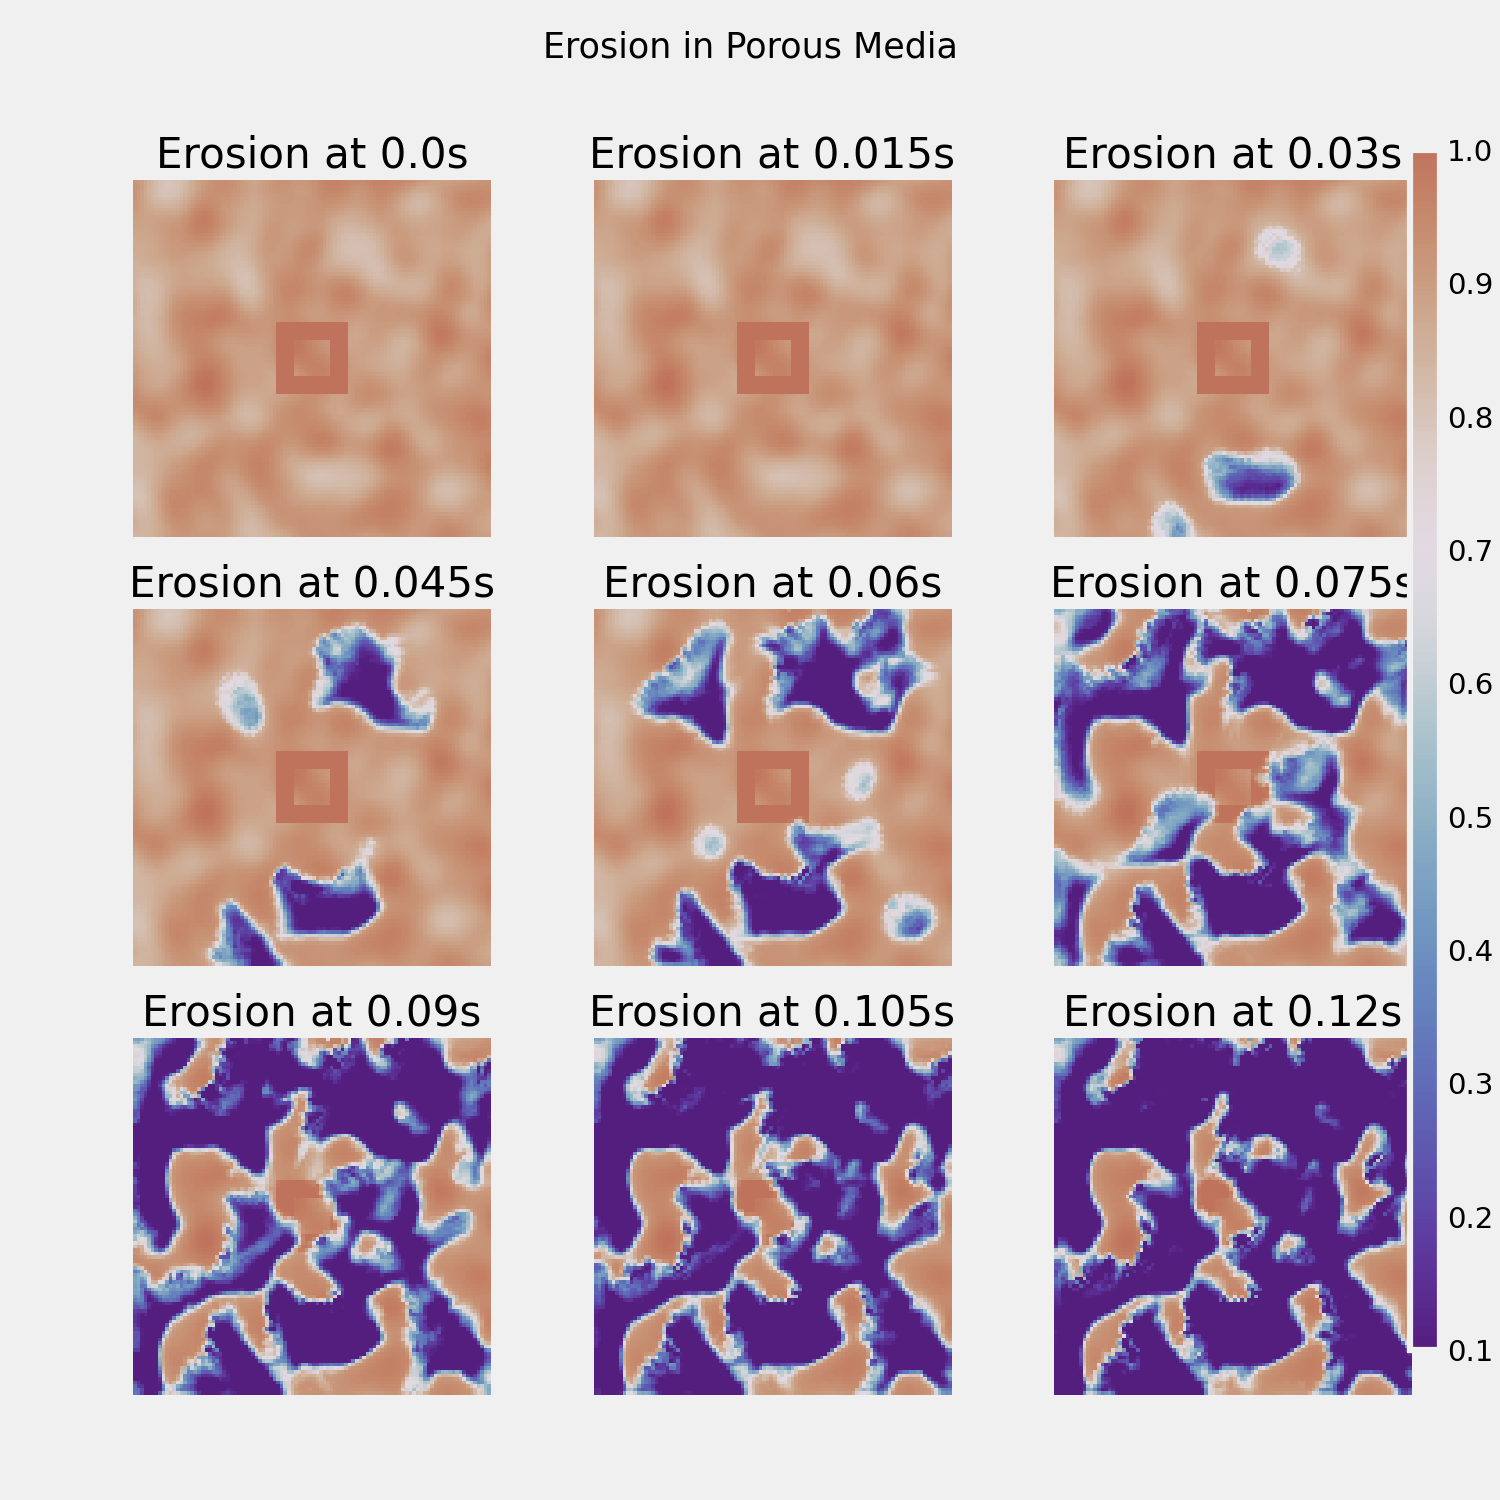 Erosion in Porous Media
Erosion at 0.0s
Erosion at 0.015s
Erosion at 0.03s
Erosion at 0.045s
Erosion at 0.06s
Erosion at 0.075s
Erosion at 0.09s
Erosion at 0.105s
Erosion at 0.12s
1.0
0.9
0.8
0.7
0.6
0.5
0.4
0.3
0.2
0.1